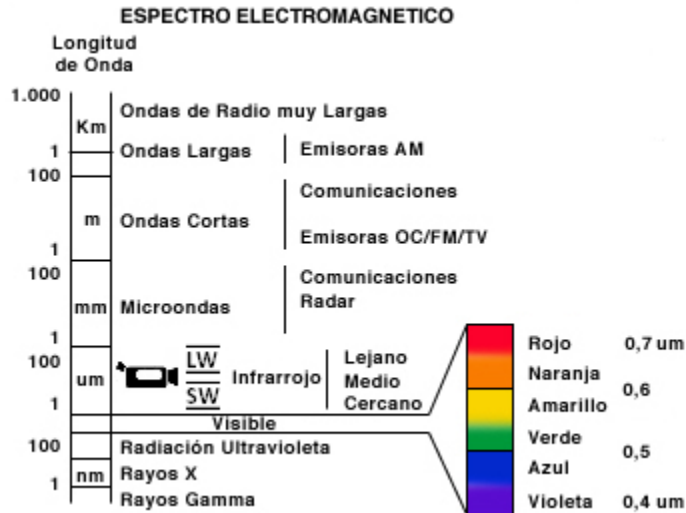 ESPECTRO ELECTROMAGNETICO
Longitud
de Onda
1.000
Km
Ondas de Radio muy Largas
1
Ondas Largas
Emisoras AM
100
m
Ondas Cortas
Comunicaciones
Emisoras OC/FM/TV
1
100
mm
Microondas
Comunicaciones
Radar
1
100
um
LW
SW
Infrarrojo
Lejano
Medio
Cercano
1
Visible
100
Radiación Ultravioleta
nm
Rayos X
1
Rayos Gamma
Rojo 0,7 um
Naranja
0,6
Amarillo
Verde
0,5
Azul
Violeta 0,4 um